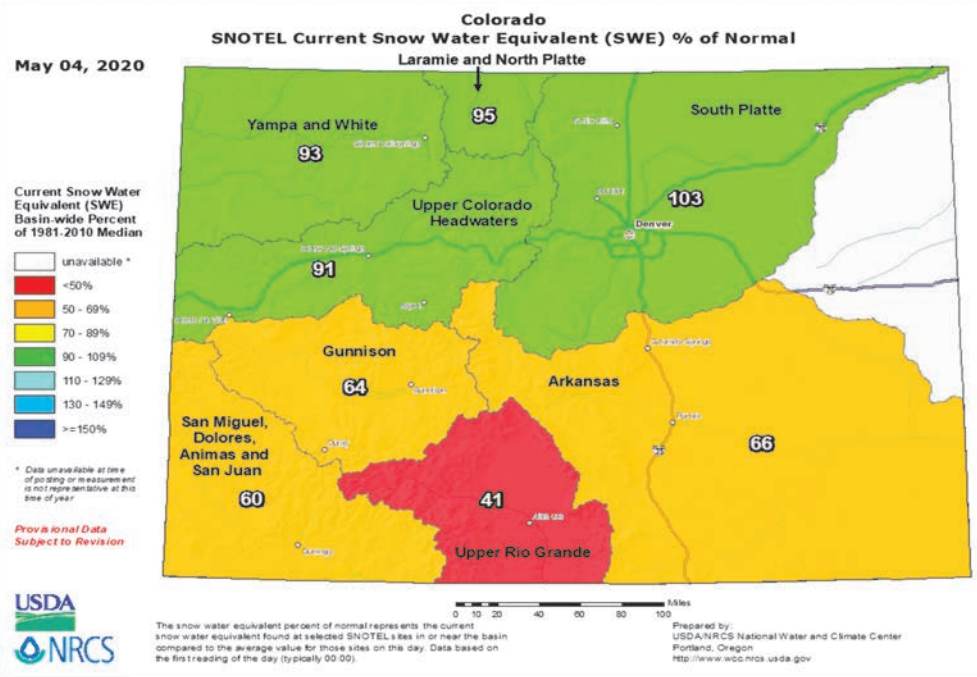 Colorado
SNOTEL Current Snow Water Equivalent (SWE) % of Normal
May 04, 2020
Laramie and North Platte
95
Yampa and White
93
South Platte
103
Denver
Upper Colorado
Headwaters
91
Current Snow Water
Equivalent (SWE)
Basin-wide Percent
of 1981-2010 Median
unavailable *
<50%
50 - 69%
70 - 89%
90 - 109%
110 - 129%
130 - 149%
>=150%
* Data unavailable at time
of posting or measurement
is not representative at this
time of year
Provisional Data
Subject to Revision
Gunnison
64
Gunnison
Arkansas
66
San Miguel,
Dolores,
Animas and
San Juan
60
Durango
41
Upper Rio Grande
USDA
NRCS
0 10 20 40 60 80 100 Miles
The snow water equivalent percent of normal represents the current
snow water equivalent found at selected SNOTEL sites in or near the basin
compared to the average value for those sites on this day. Data based on
the first reading of the day (typically 00:00).
Prepared by:
USDA/NRCS National Water and Climate Center
Portland, Oregon
http://www.wcc.nrcs.usda.gov